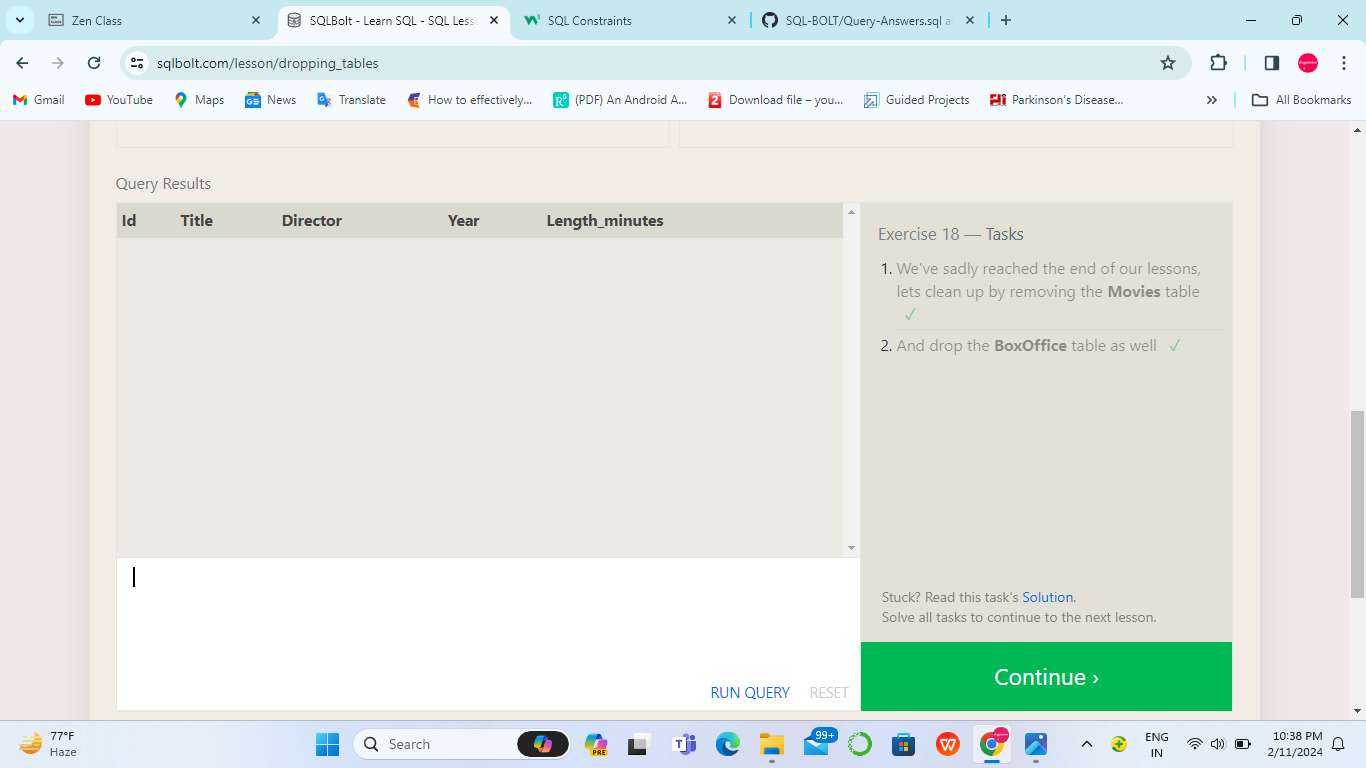 Zen Class
SQLBolt - Learn SQL - SQL Less
SQL Constraints
SQL-BOLT/Query-Answers.sql a
sqlbolt.com/lesson/dropping_tables
Gmail
YouTube
Maps
News
Translate
How to effectively...
(PDF) An Android A...
Download file – you...
Guided Projects
Parkinson's Disease...
»
All Bookmarks
Query Results
Id Title Director Year Length_minutes
Exercise 18 — Tasks
1. We've sadly reached the end of our lessons,
lets clean up by removing the Movies table
✓
2. And drop the BoxOffice table as well ✓
Stuck? Read this task's Solution.
Solve all tasks to continue to the next lesson.
RUN QUERY RESET
Continue ›
77°F
Haze
Search
PRE
99+
ENG
IN
10:38 PM
2/11/2024